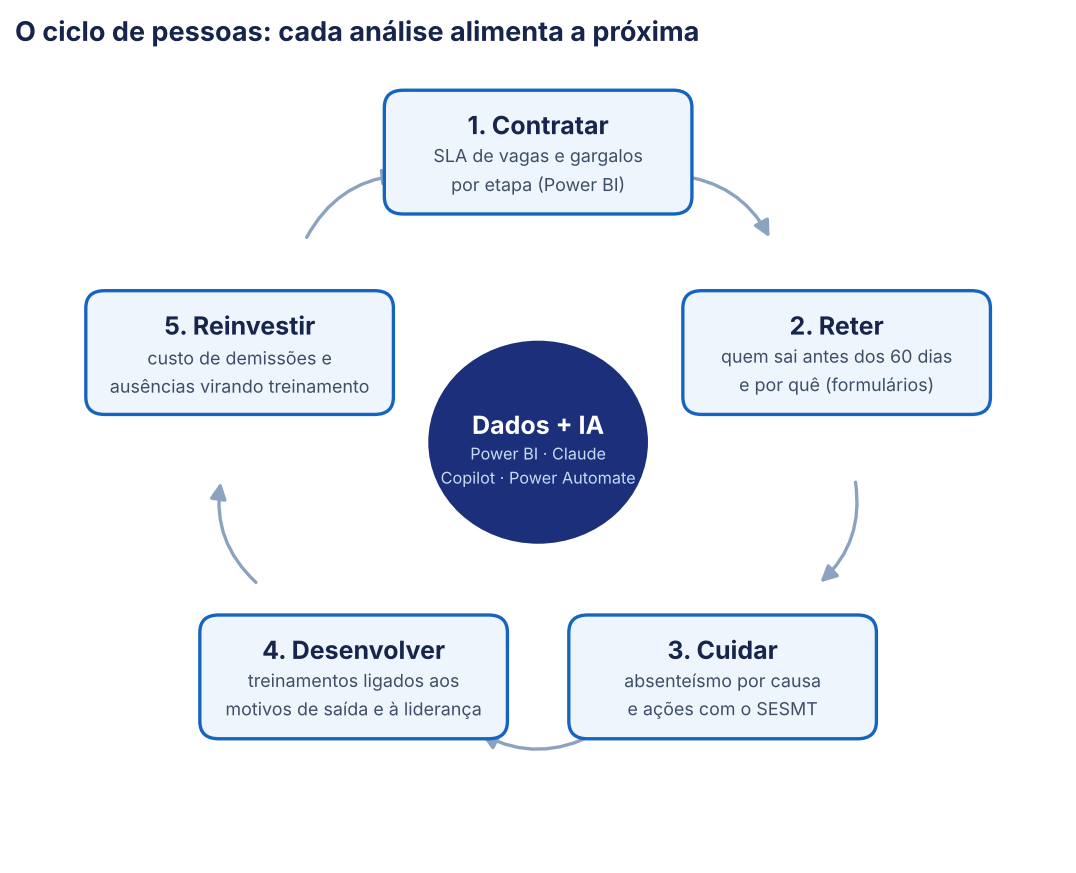 O ciclo de pessoas: cada análise alimenta a próxima
1. Contratar
SLA de vagas e gargalos
por etapa (Power BI)
2. Reter
quem sai antes dos 60 dias
e por quê (formulários)
3. Cuidar
absenteísmo por causa
e ações com o SESMT
4. Desenvolver
treinamentos ligados aos
motivos de saída e à liderança
5. Reinvestir
custo de demissões e
ausências virando treinamento
Dados + IA
Power BI · Claude
Copilot · Power Automate